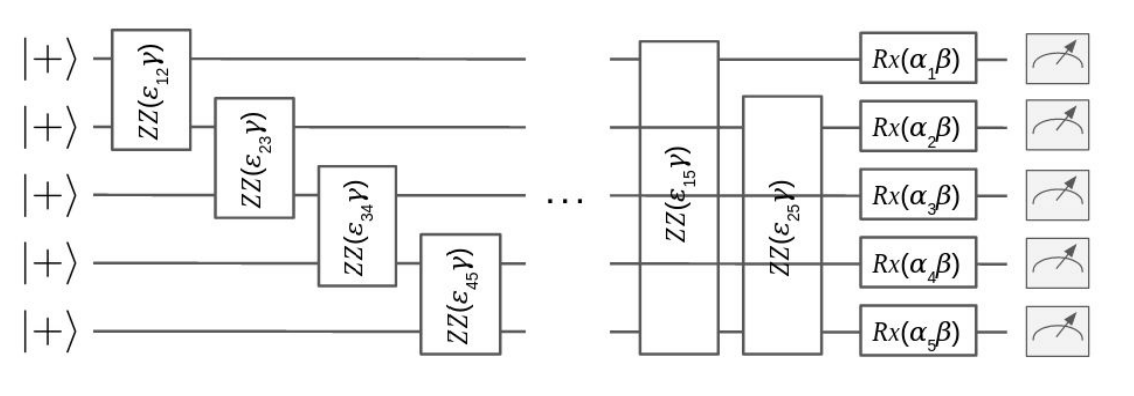 |+⟩
|+⟩
|+⟩
|+⟩
|+⟩
ZZ(ε₁₂γ)
ZZ(ε₂₃γ)
ZZ(ε₃₄γ)
ZZ(ε₄₅γ)
...
ZZ(ε₁₅γ)
ZZ(ε₂₅γ)
Rx(α₁β)
Rx(α₂β)
Rx(α₃β)
Rx(α₄β)
Rx(α₅β)